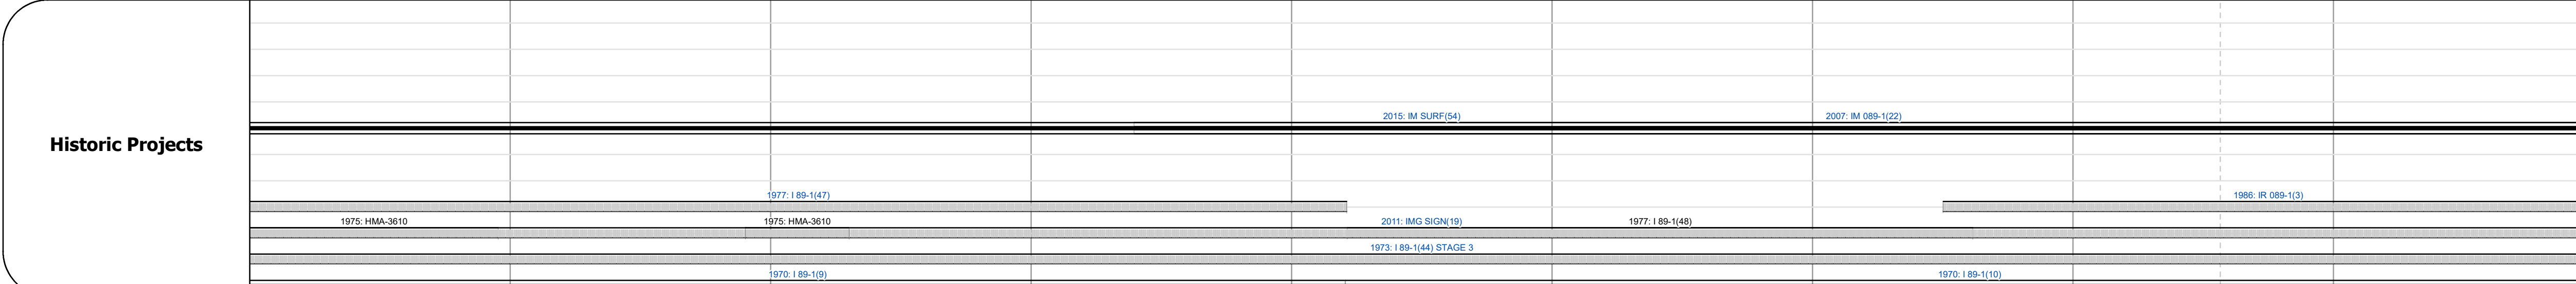 Historic Projects
2015: IM SURF(54) 2007: IM 089-1(22)
1977: I 89-1(47) 1986: IR 089-1(3)
1975: HMA-3610 1975: HMA-3610 2011: IMG SIGN(19) 1977: I 89-1(48)
1973: I 89-1(44) STAGE 3
1970: I 89-1(9) 1970: I 89-1(10)